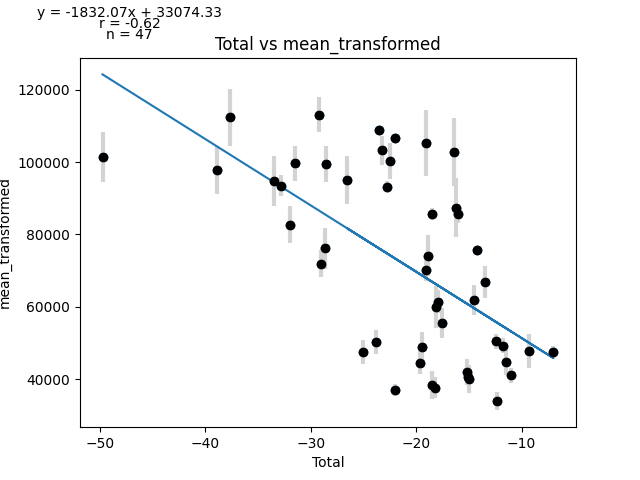 y = -1832.07x + 33074.33
r = -0.62
n = 47
Total vs mean_transformed
mean_transformed
120000
100000
80000
60000
40000
−50
−40
−30
−20
−10
Total